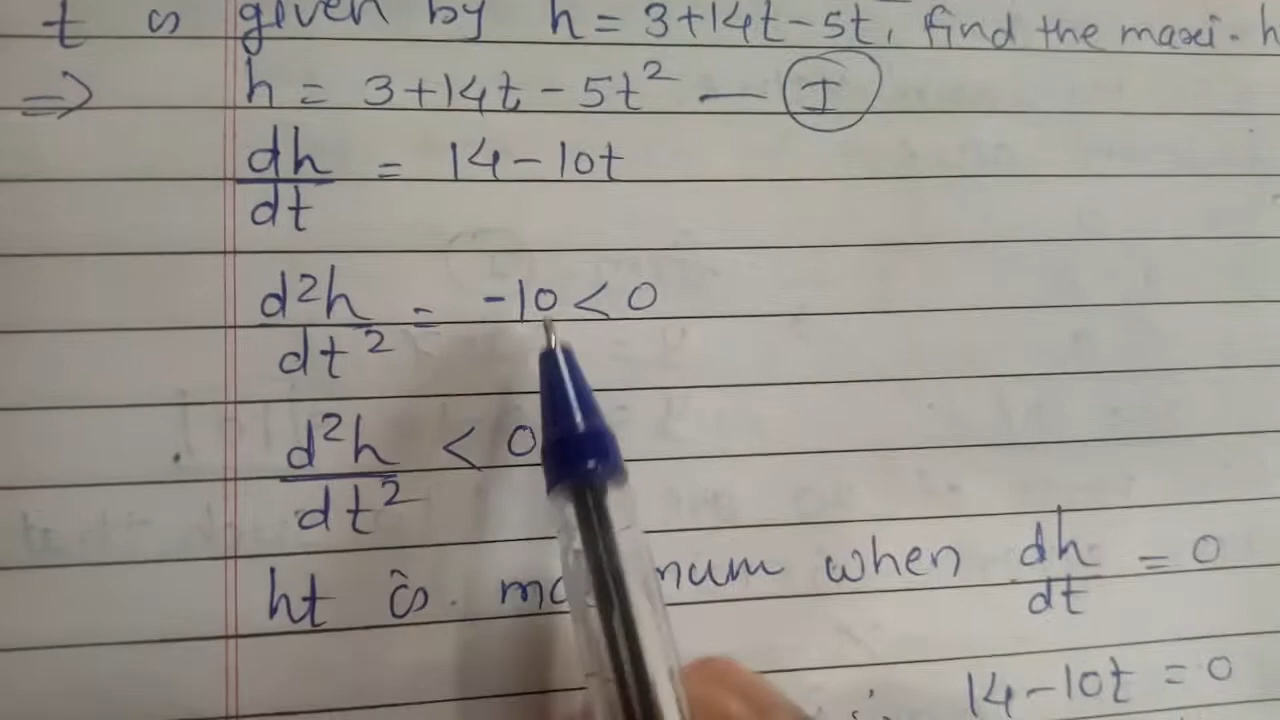 t is given by h = 3+14t-5t, find the maxi. h
⇒ h = 3+14t-5t² — I
dh/dt = 14-10t
d²h/dt² = -10 < 0
d²h/dt² < 0
ht is when dh/dt = 0
14-10t = 0